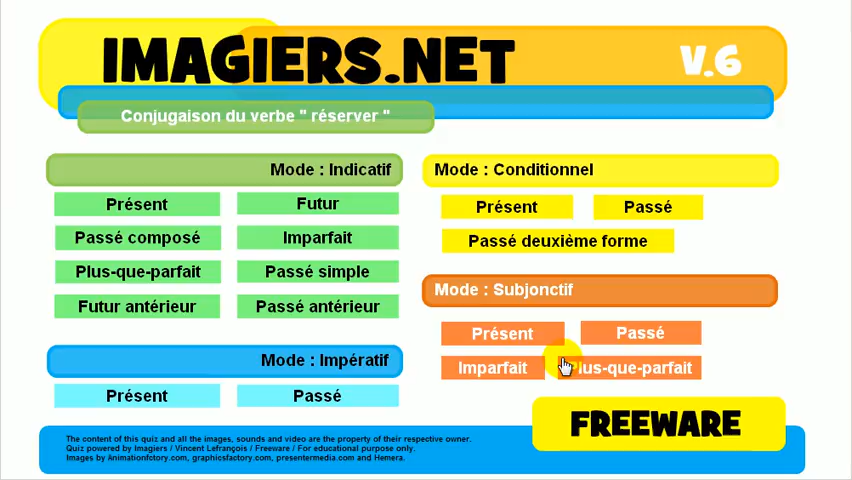 IMAGIERS.NET
V.6
Conjugaison du verbe " réserver "
Mode : Indicatif
Présent
Futur
Passé composé
Imparfait
Plus-que-parfait
Passé simple
Futur antérieur
Passé antérieur
Mode : Impératif
Présent
Passé
Mode : Conditionnel
Présent
Passé
Passé deuxième forme
Mode : Subjonctif
Présent
Passé
Imparfait
Plus-que-parfait
FREEWARE
The content of this quiz and all the images, sounds and video are the property of their respective owner.
Quiz powered by Imagiers / Vincent Lefrançois / Freeware / For educational purpose only.
Images by Animationfctory.com, graphicsfactory.com, presentermedia.com and Hemera.